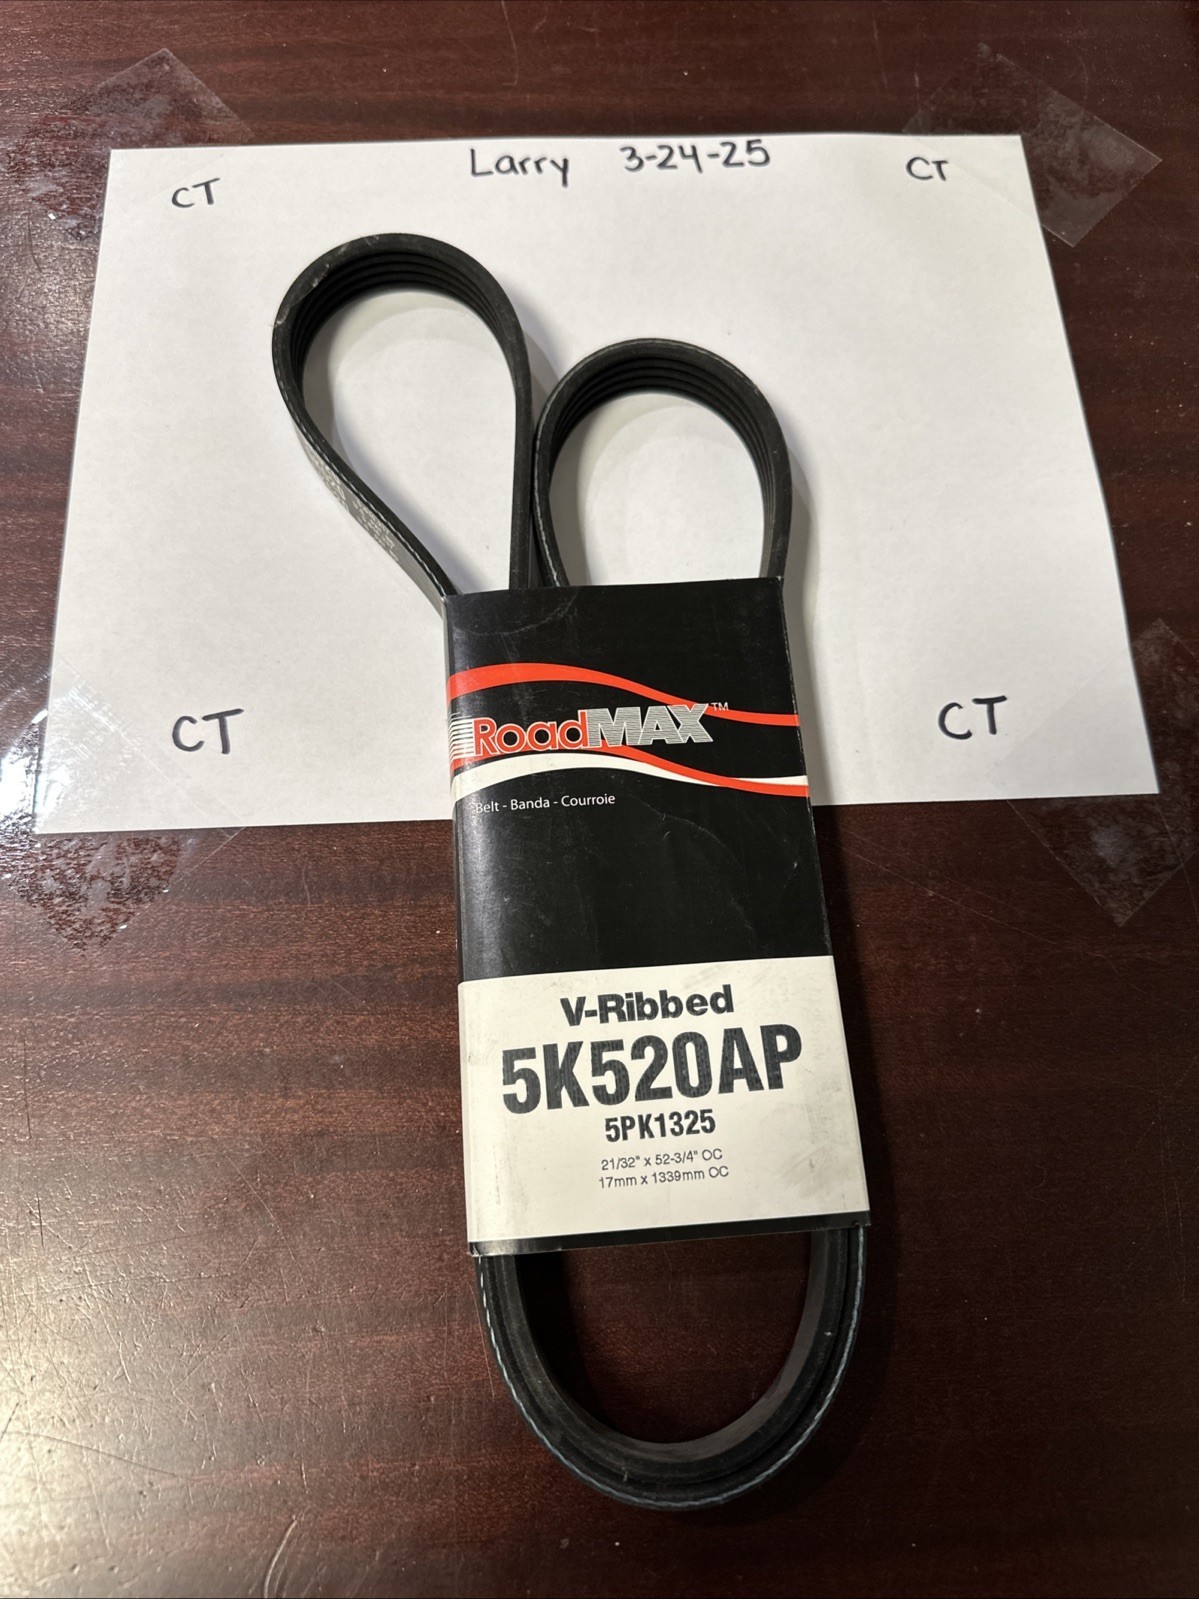 Larry 3-24-25
CT
CT
CT
CT
RoadMAX™
Belt - Banda - Courroie
V-Ribbed
5K520AP
5PK1325
21/32" x 52-3/4" OC
17mm x 1339mm OC